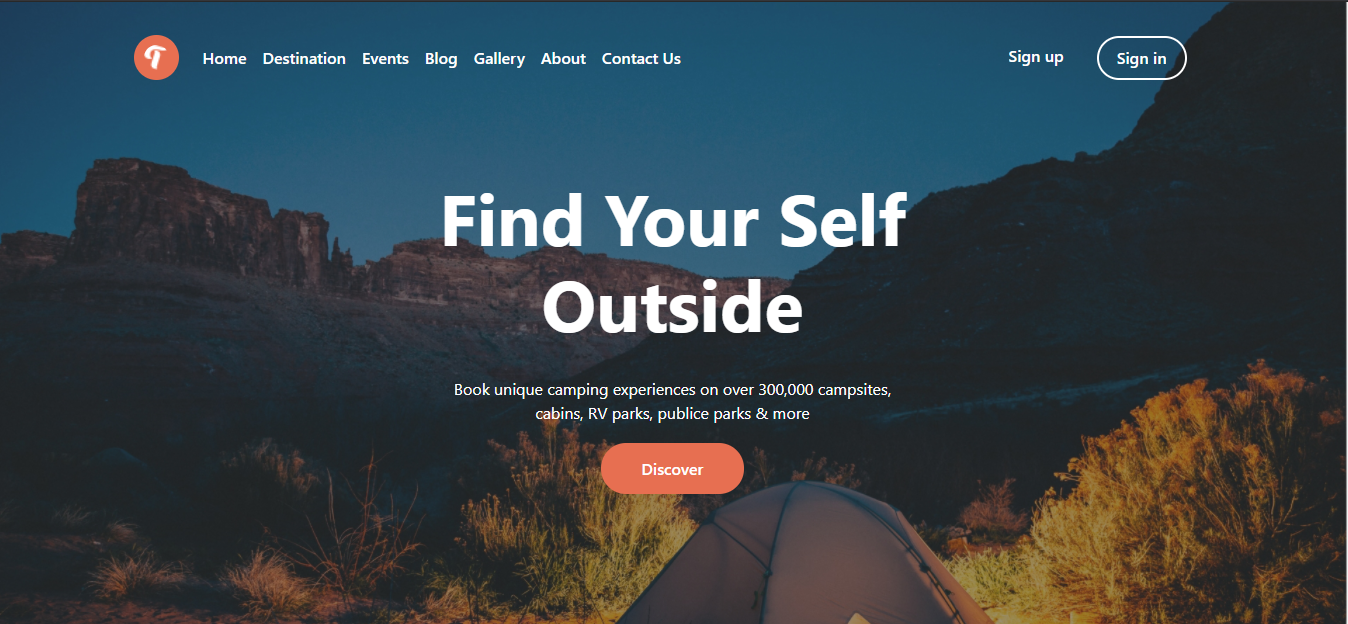 T
Home Destination Events Blog Gallery About Contact Us Sign up Sign in
Find Your Self
Outside
Book unique camping experiences on over 300,000 campsites,
cabins, RV parks, publice parks & more
Discover